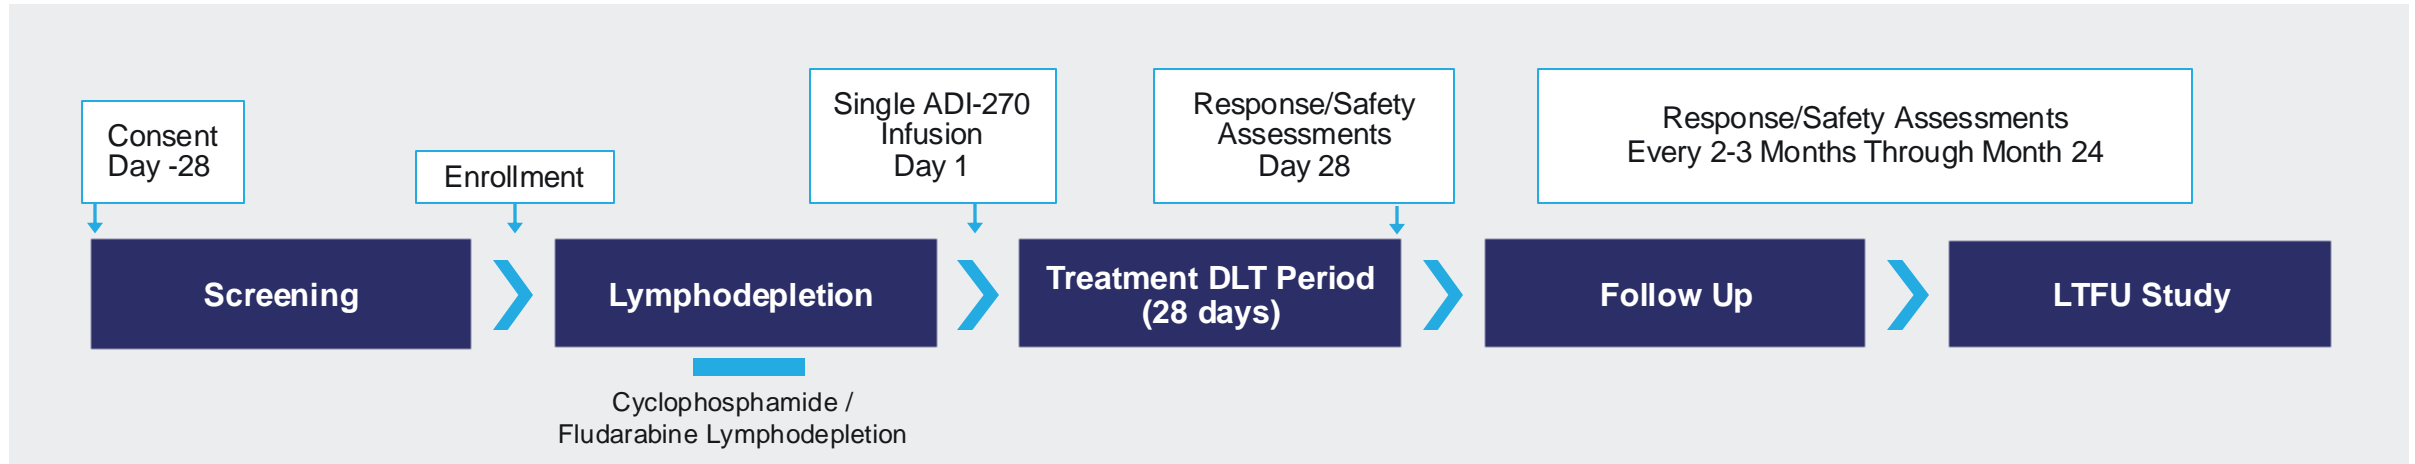 Consent
Day -28
Enrollment
Single ADI-270
Infusion
Day 1
Response/Safety
Assessments
Day 28
Response/Safety Assessments
Every 2-3 Months Through Month 24
Screening
Lymphodepletion
Treatment DLT Period
(28 days)
Follow Up
LTFU Study
Cyclophosphamide /
Fludarabine Lymphodepletion